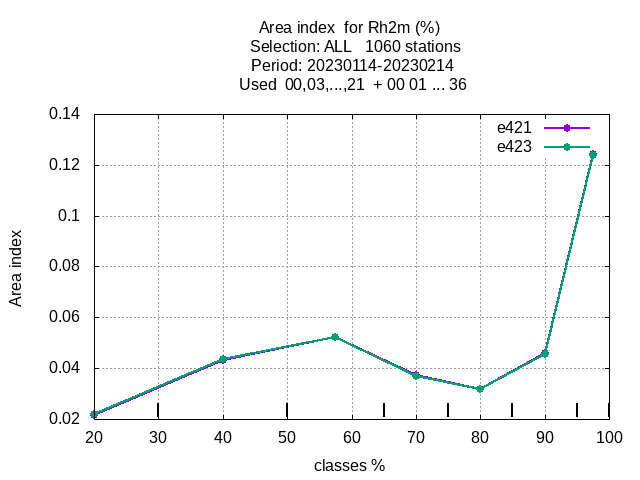 Area index  for Rh2m (%)
Selection: ALL   1060 stations
Period: 20230114-20230214
Used  00,03,...,21  + 00 01 ... 36
e421
e423
0.14
0.12
0.1
0.08
0.06
0.04
0.02
Area index
20 30 40 50 60 70 80 90 100
classes %